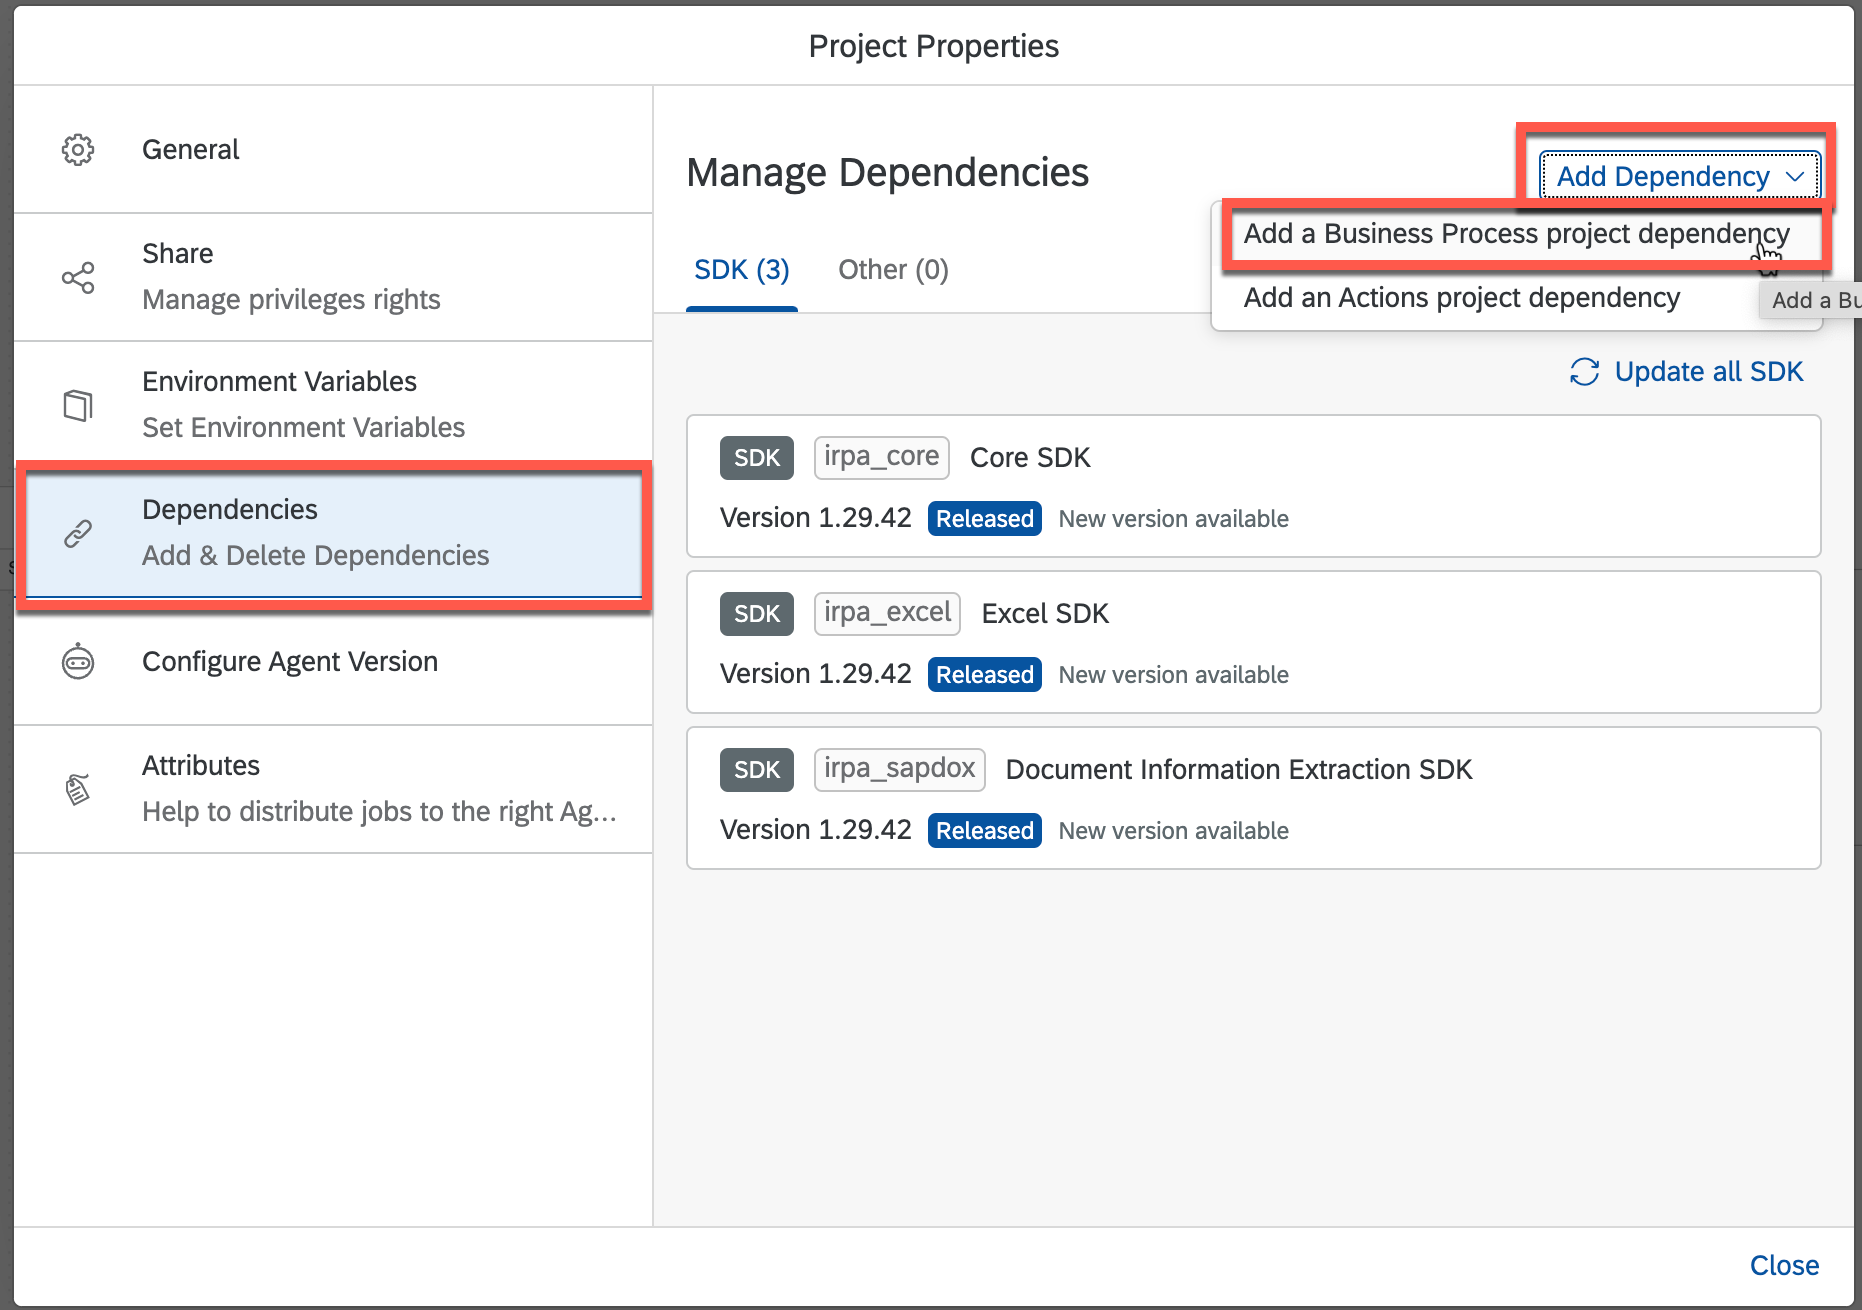 Project Properties
General
Share
Manage privileges rights
Environment Variables
Set Environment Variables
Dependencies
Add & Delete Dependencies
Configure Agent Version
Attributes
Help to distribute jobs to the right Ag...
Manage Dependencies
Add Dependency
Add a Business Process project dependency
Add an Actions project dependency
Add a Bu
SDK (3) Other (0)
Update all SDK
SDK irpa_core Core SDK
Version 1.29.42 Released New version available
SDK irpa_excel Excel SDK
Version 1.29.42 Released New version available
SDK irpa_sapdox Document Information Extraction SDK
Version 1.29.42 Released New version available
Close